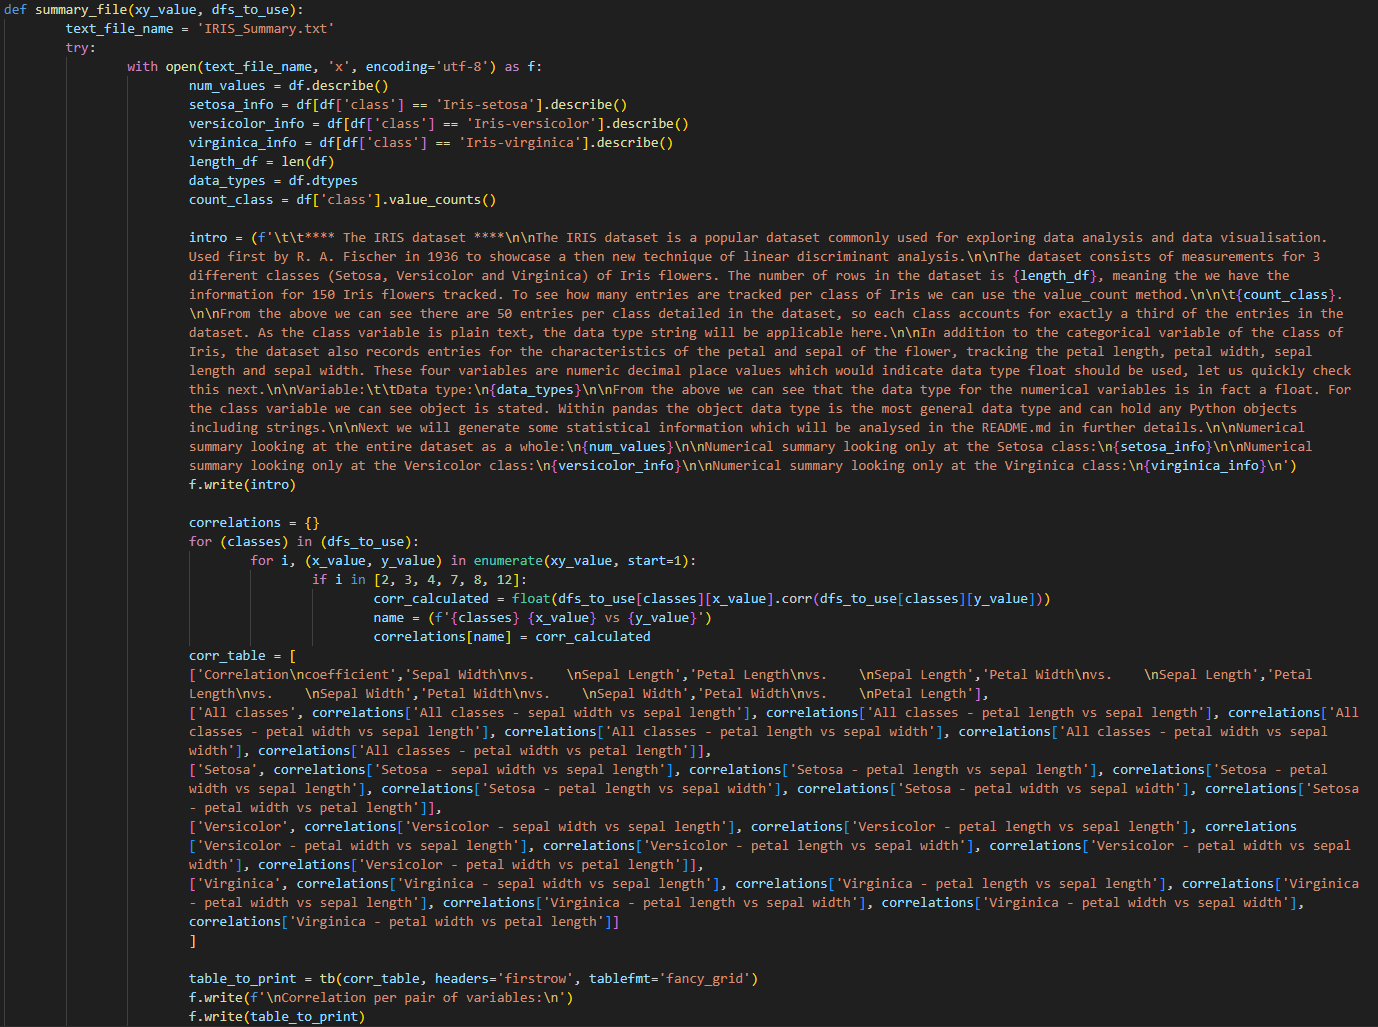 def summary_file(xy_value, dfs_to_use):
text_file_name = 'IRIS_Summary.txt'
try:
with open(text_file_name, 'x', encoding='utf-8') as f:
num_values = df.describe()
setosa_info = df[df['class'] == 'Iris-setosa'].describe()
versicolor_info = df[df['class'] == 'Iris-versicolor'].describe()
virginica_info = df[df['class'] == 'Iris-virginica'].describe()
length_df = len(df)
data_types = df.dtypes
count_class = df['class'].value_counts()
intro = (f'\t\t**** The IRIS dataset ****\n\nThe IRIS dataset is a popular dataset commonly used for exploring data analysis and data visualisation.
Used first by R. A. Fischer in 1936 to showcase a then new technique of linear discriminant analysis.\n\nThe dataset consists of measurements for 3
different classes (Setosa, Versicolor and Virginica) of Iris flowers. The number of rows in the dataset is {length_df}, meaning the we have the
information for 150 Iris flowers tracked. To see how many entries are tracked per class of Iris we can use the value_count method.\n\n\t{count_class}.
\n\nFrom the above we can see there are 50 entries per class detailed in the dataset, so each class accounts for exactly a third of the entries in the
dataset. As the class variable is plain text, the data type string will be applicable here.\n\nIn addition to the categorical variable of the class of
Iris, the dataset also records entries for the characteristics of the petal and sepal of the flower, tracking the petal length, petal width, sepal
length and sepal width. These four variables are numeric decimal place values which would indicate data type float should be used, let us quickly check
this next.\n\nVariable:\t\tData type:\n{data_types}\n\nFrom the above we can see that the data type for the numerical variables is in fact a float. For
the class variable we can see object is stated. Within pandas the object data type is the most general data type and can hold any Python objects
including strings.\n\nNext we will generate some statistical information which will be analysed in the README.md in further details.\n\nNumerical
summary looking at the entire dataset as a whole:\n{num_values}\n\nNumerical summary looking only at the Setosa class:\n{setosa_info}\n\nNumerical
summary looking only at the Versicolor class:\n{versicolor_info}\n\nNumerical summary looking only at the Virginica class:\n{virginica_info}\n')
f.write(intro)
correlations = {}
for (classes) in (dfs_to_use):
for i, (x_value, y_value) in enumerate(xy_value, start=1):
if i in [2, 3, 4, 7, 8, 12]:
corr_calculated = float(dfs_to_use[classes][x_value].corr(dfs_to_use[classes][y_value]))
name = (f'{classes} {x_value} vs {y_value}')
correlations[name] = corr_calculated
corr_table = [
['Correlation\ncoefficient','Sepal Width\nvs.    \nSepal Length','Petal Length\nvs.    \nSepal Length','Petal Width\nvs.    \nSepal Length','Petal
Length\nvs.    \nSepal Width','Petal Width\nvs.    \nSepal Width','Petal Width\nvs.    \nPetal Length'],
['All classes', correlations['All classes - sepal width vs sepal length'], correlations['All classes - petal length vs sepal length'], correlations['All
classes - petal width vs sepal length'], correlations['All classes - petal length vs sepal width'], correlations['All classes - petal width vs sepal
width'], correlations['All classes - petal width vs petal length']],
['Setosa', correlations['Setosa - sepal width vs sepal length'], correlations['Setosa - petal length vs sepal length'], correlations['Setosa - petal
width vs sepal length'], correlations['Setosa - petal length vs sepal width'], correlations['Setosa - petal width vs sepal width'], correlations['Setosa
- petal width vs petal length']],
['Versicolor', correlations['Versicolor - sepal width vs sepal length'], correlations['Versicolor - petal length vs sepal length'], correlations
['Versicolor - petal width vs sepal length'], correlations['Versicolor - petal length vs sepal width'], correlations['Versicolor - petal width vs sepal
width'], correlations['Versicolor - petal width vs petal length']],
['Virginica', correlations['Virginica - sepal width vs sepal length'], correlations['Virginica - petal length vs sepal length'], correlations['Virginica
- petal width vs sepal length'], correlations['Virginica - petal length vs sepal width'], correlations['Virginica - petal width vs sepal width'],
correlations['Virginica - petal width vs petal length']]
]
table_to_print = tb(corr_table, headers='firstrow', tablefmt='fancy_grid')
f.write(f'\nCorrelation per pair of variables:\n')
f.write(table_to_print)